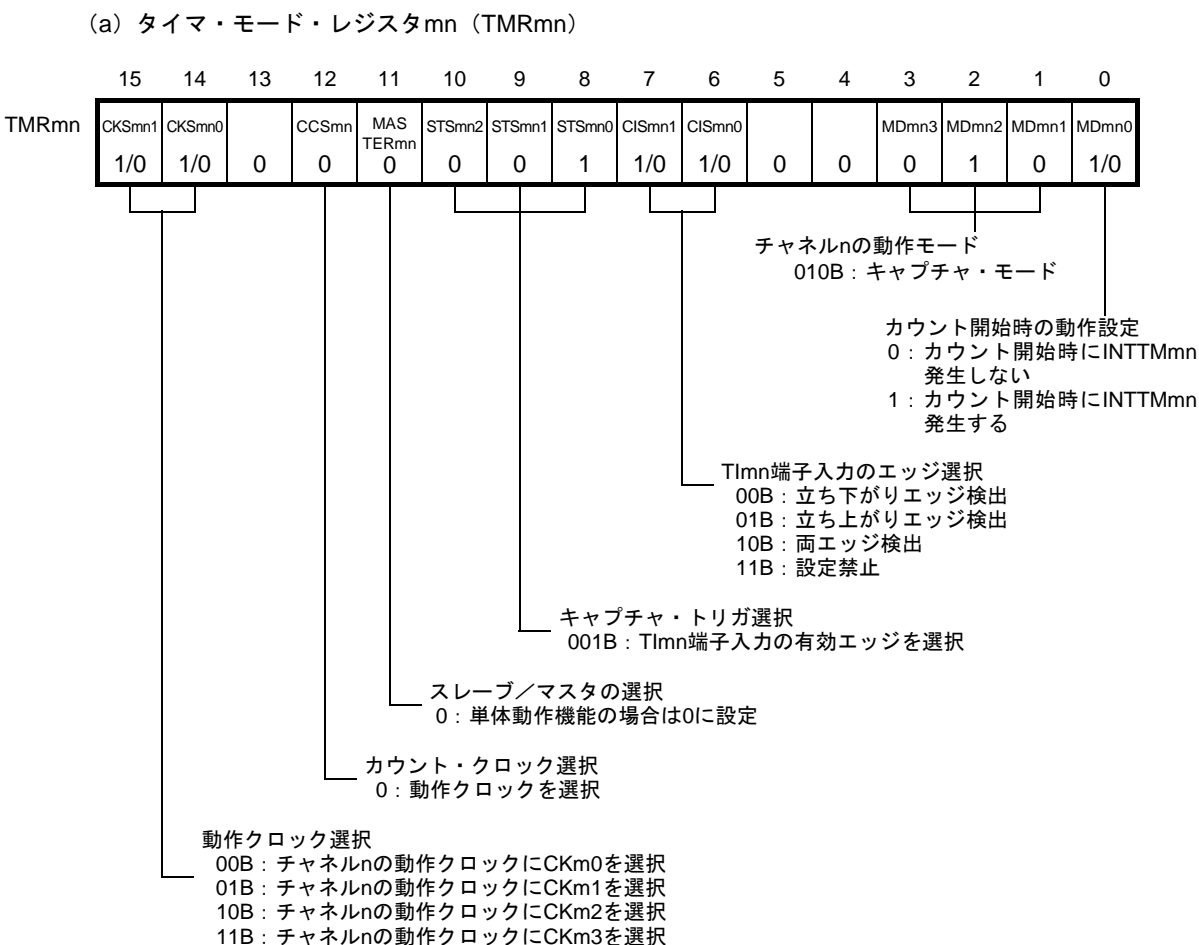 （a）タイマ・モード・レジスタmn（TMRmn）
15 14 13 12 11 10 9 8 7 6 5 4 3 2 1 0
TMRmn CKSmn1 CKSmn0 CCSmn MAS STSmn2 STSmn1 STSmn0 CISmn1 CISmn0 MDmn3 MDmn2 MDmn1 MDmn0
TERmn
1/0 1/0 0 0 0 0 0 1 1/0 1/0 0 0 0 1 0 1/0
チャネルnの動作モード
010B：キャプチャ・モード
カウント開始時の動作設定
0：カウント開始時にINTTMmn
発生しない
1：カウント開始時にINTTMmn
発生する
TImn端子入力のエッジ選択
00B：立ち下がりエッジ検出
01B：立ち上がりエッジ検出
10B：両エッジ検出
11B：設定禁止
キャプチャ・トリガ選択
001B：TImn端子入力の有効エッジを選択
スレーブ／マスタの選択
0：単体動作機能の場合は0に設定
カウント・クロック選択
0：動作クロックを選択
動作クロック選択
00B：チャネルnの動作クロックにCKm0を選択
01B：チャネルnの動作クロックにCKm1を選択
10B：チャネルnの動作クロックにCKm2を選択
11B：チャネルnの動作クロックにCKm3を選択